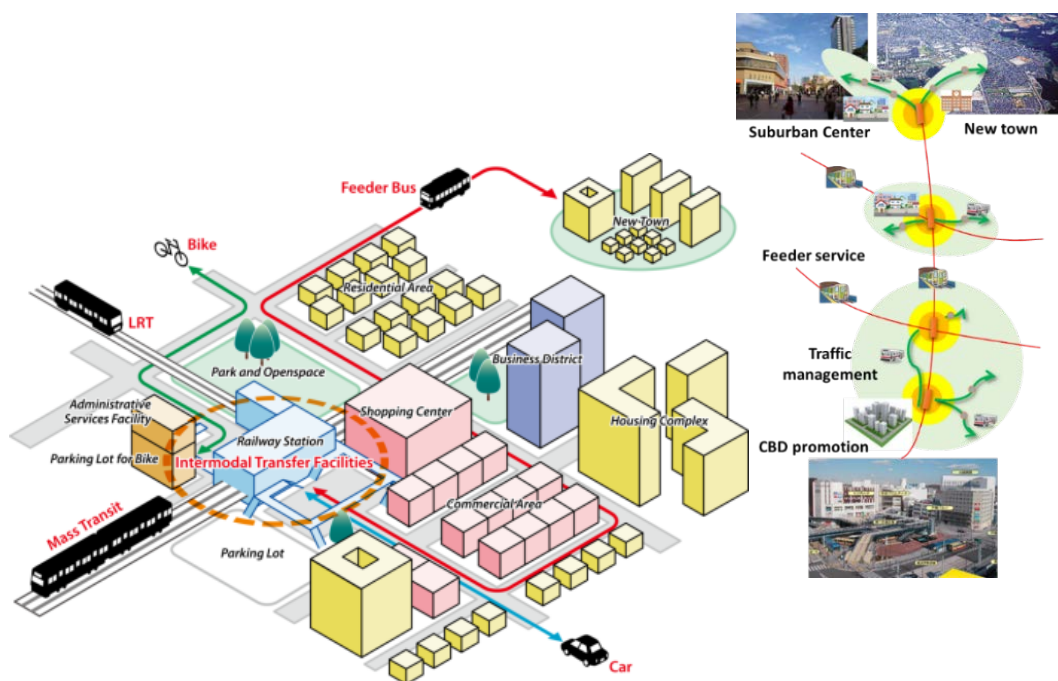 Feeder Bus
New Town
Bike
Residential Area
LRT
Park and Openspace
Business District
Administrative
Services Facility
Shopping Center
Railway Station
Housing Complex
Parking Lot for Bike
Intermodal Transfer Facilities
Commercial Area
Mass Transit
Parking Lot
Car
Suburban Center
New town
Feeder service
Traffic
management
CBD promotion